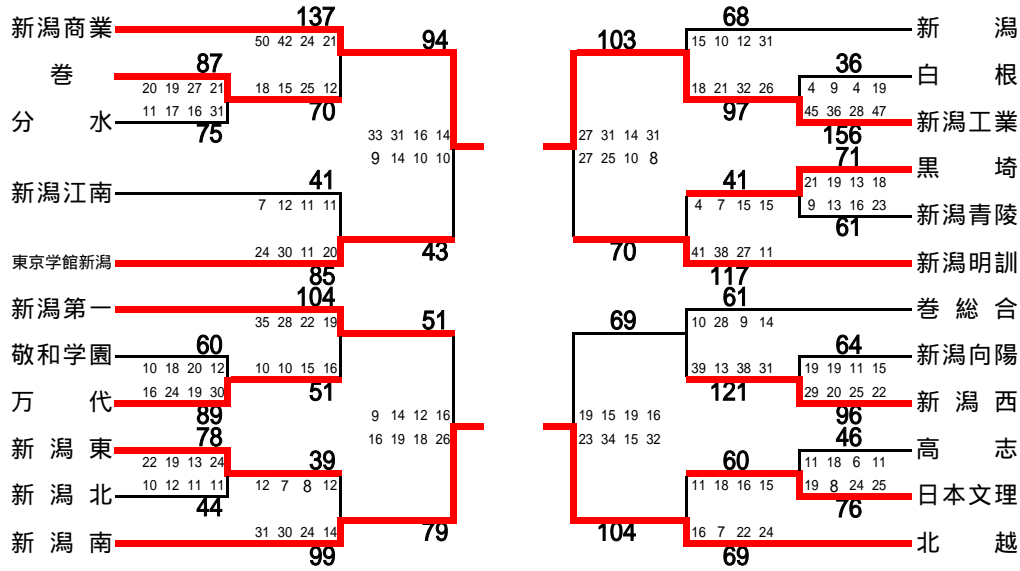 137
68
新潟商業
50 42 24 21
94
103
15 10 12 31
新潟
87
36
巻
20 19 27 21
18 15 25 12
18 21 32 26
4 9 4 19
白根
11 17 16 31
70
97
45 36 28 47
分水
75
新潟工業
156
33 31 16 14
27 31 14 31
71
9 14 10 10
27 25 10 8
黒埼
41
41
21 19 13 18
新潟江南
7 12 11 11
4 7 15 15
9 13 16 23
新潟青陵
61
24 30 11 20
43
70
41 38 27 11
東京学館新潟
新潟明訓
85
117
104
61
新潟第一
35 28 22 19
51
69
10 28 9 14
巻総合
60
64
敬和学園
10 18 20 12
10 10 15 16
39 13 38 31
19 19 11 15
新潟向陽
16 24 19 30
51
121
29 20 25 22
万代
新潟西
89
96
9 14 12 16
19 15 19 16
78
46
16 19 18 26
23 34 15 32
新潟東
22 19 13 24
39
60
11 18 6 11
高志
10 12 11 11
12 7 8 12
11 18 16 15
19 8 24 25
新潟北
44
日本文理
76
31 30 24 14
79
104
16 7 22 24
新潟南
99
69
北越